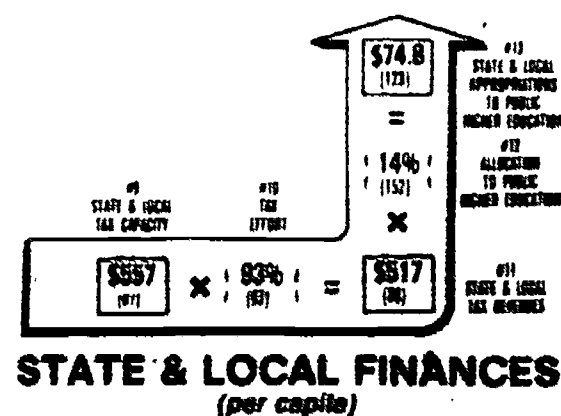 $74.8
(123)
=
14%
(152)
×
#13
STATE & LOCAL
APPROPRIATIONS
TO PUBLIC
HIGHER EDUCATION
#12
ALLOCATION
TO PUBLIC
HIGHER EDUCATION
#9
STATE & LOCAL
TAX CAPACITY
#10
TAX
EFFORT
$557 × 93% = $517
#11
STATE & LOCAL
TAX REVENUES
STATE & LOCAL FINANCES
(per capita)